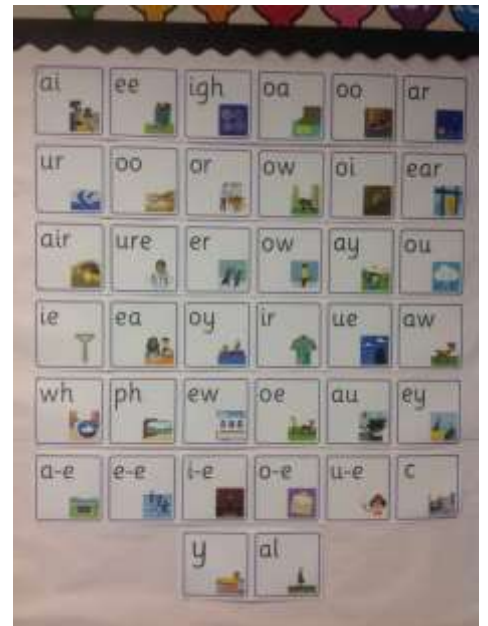 ai ee igh oa oo ar
ur oo or ow oi ear
air ure er ow ay ou
ie ea oy ir ue aw
wh ph ew oe au ey
a-e e-e i-e o-e u-e c
y al